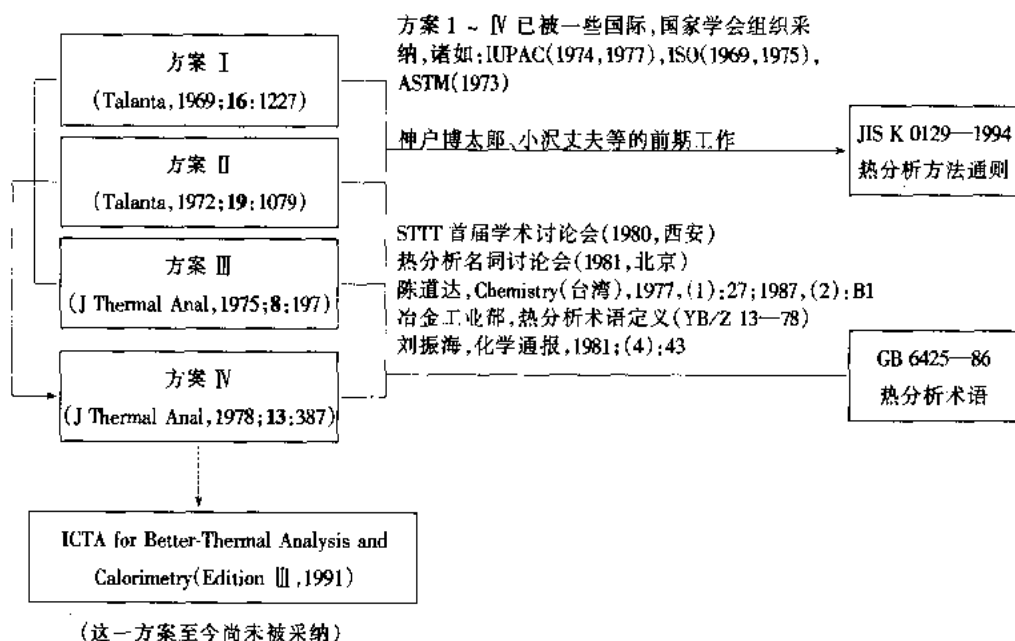 方案 Ⅰ
(Talanta,1969;16:1227)
方案 Ⅱ
(Talanta,1972;19:1079)
方案 Ⅲ
(J Thermal Anal,1975;8:197)
方案 Ⅳ
(J Thermal Anal,1978;13:387)
方案 1 ~ Ⅳ 已被一些国际,国家学会组织采
纳,诸如:IUPAC(1974,1977),ISO(1969,1975),
ASTM(1973)
神户博太郎、小沢丈夫等的前期工作
JIS K 0129—1994
热分析方法通则
STTT 首届学术讨论会(1980,西安)
热分析名词讨论会(1981,北京)
陈道达,Chemistry(台湾),1977,(1):27;1987,(2):B1
冶金工业部,热分析术语定义(YB/Z 13—78)
刘振海,化学通报,1981;(4):43
GB 6425—86
热分析术语
ICTA for Better-Thermal Analysis and
Calorimetry(Edition Ⅲ,1991)
(这一方案至今尚未被采纳)